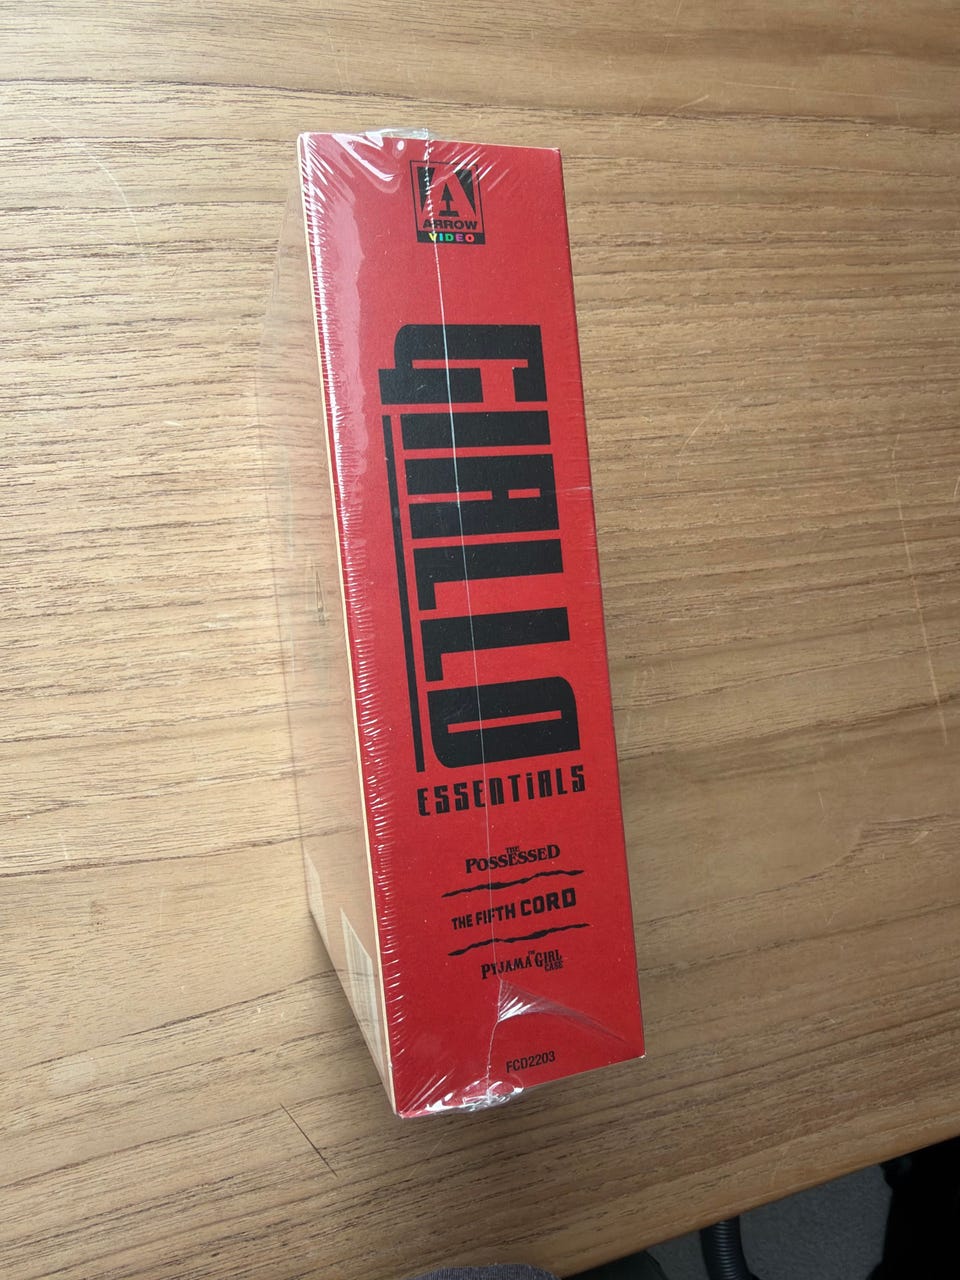 ARROW
VIDEO
GIALLO
ESSENTIALS
THE
POSSESSED
THE FIFTH CORD
THE
PYJAMA GIRL
CASE
FCD2203